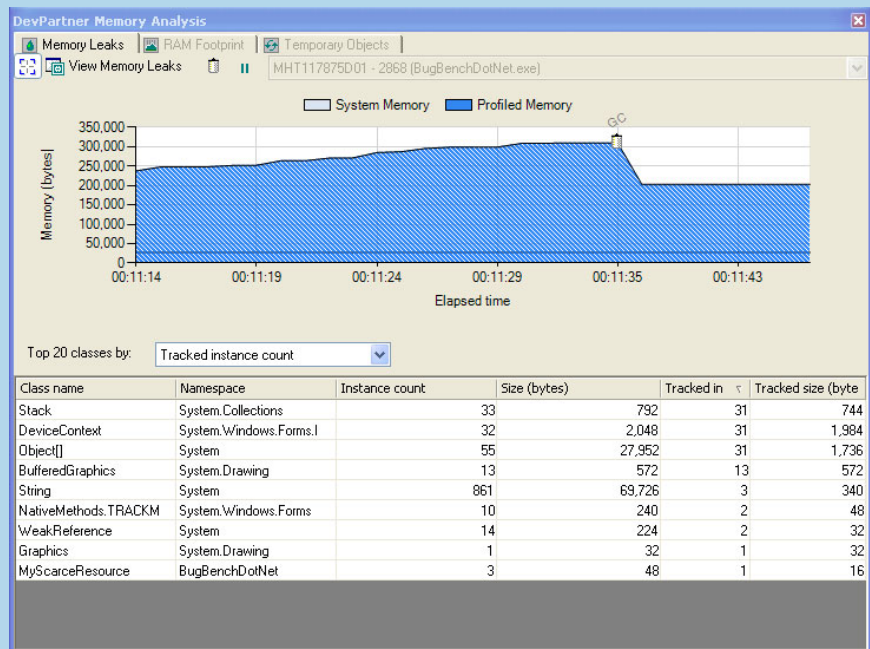 DevPartner Memory Analysis
Memory Leaks RAM Footprint Temporary Objects
View Memory Leaks MHT117875D01 - 2868 (BugBenchDotNet.exe)
System Memory Profiled Memory
GC
350,000
300,000
250,000
200,000
150,000
100,000
50,000
0
Memory (bytes)
00:11:14 00:11:19 00:11:24 00:11:29 00:11:35 00:11:43
Elapsed time
Top 20 classes by: Tracked instance count
Class name Namespace Instance count Size (bytes) Tracked in Tracked size (byte
Stack System.Collections 33 792 31 744
DeviceContext System.Windows.Forms.I 32 2,048 31 1,984
Object[] System 55 27,952 31 1,736
BufferedGraphics System.Drawing 13 572 13 572
String System 861 69,726 3 340
NativeMethods.TRACKM System.Windows.Forms 10 240 2 48
WeakReference System 14 224 2 32
Graphics System.Drawing 1 32 1 32
MyScarceResource BugBenchDotNet 3 48 1 16